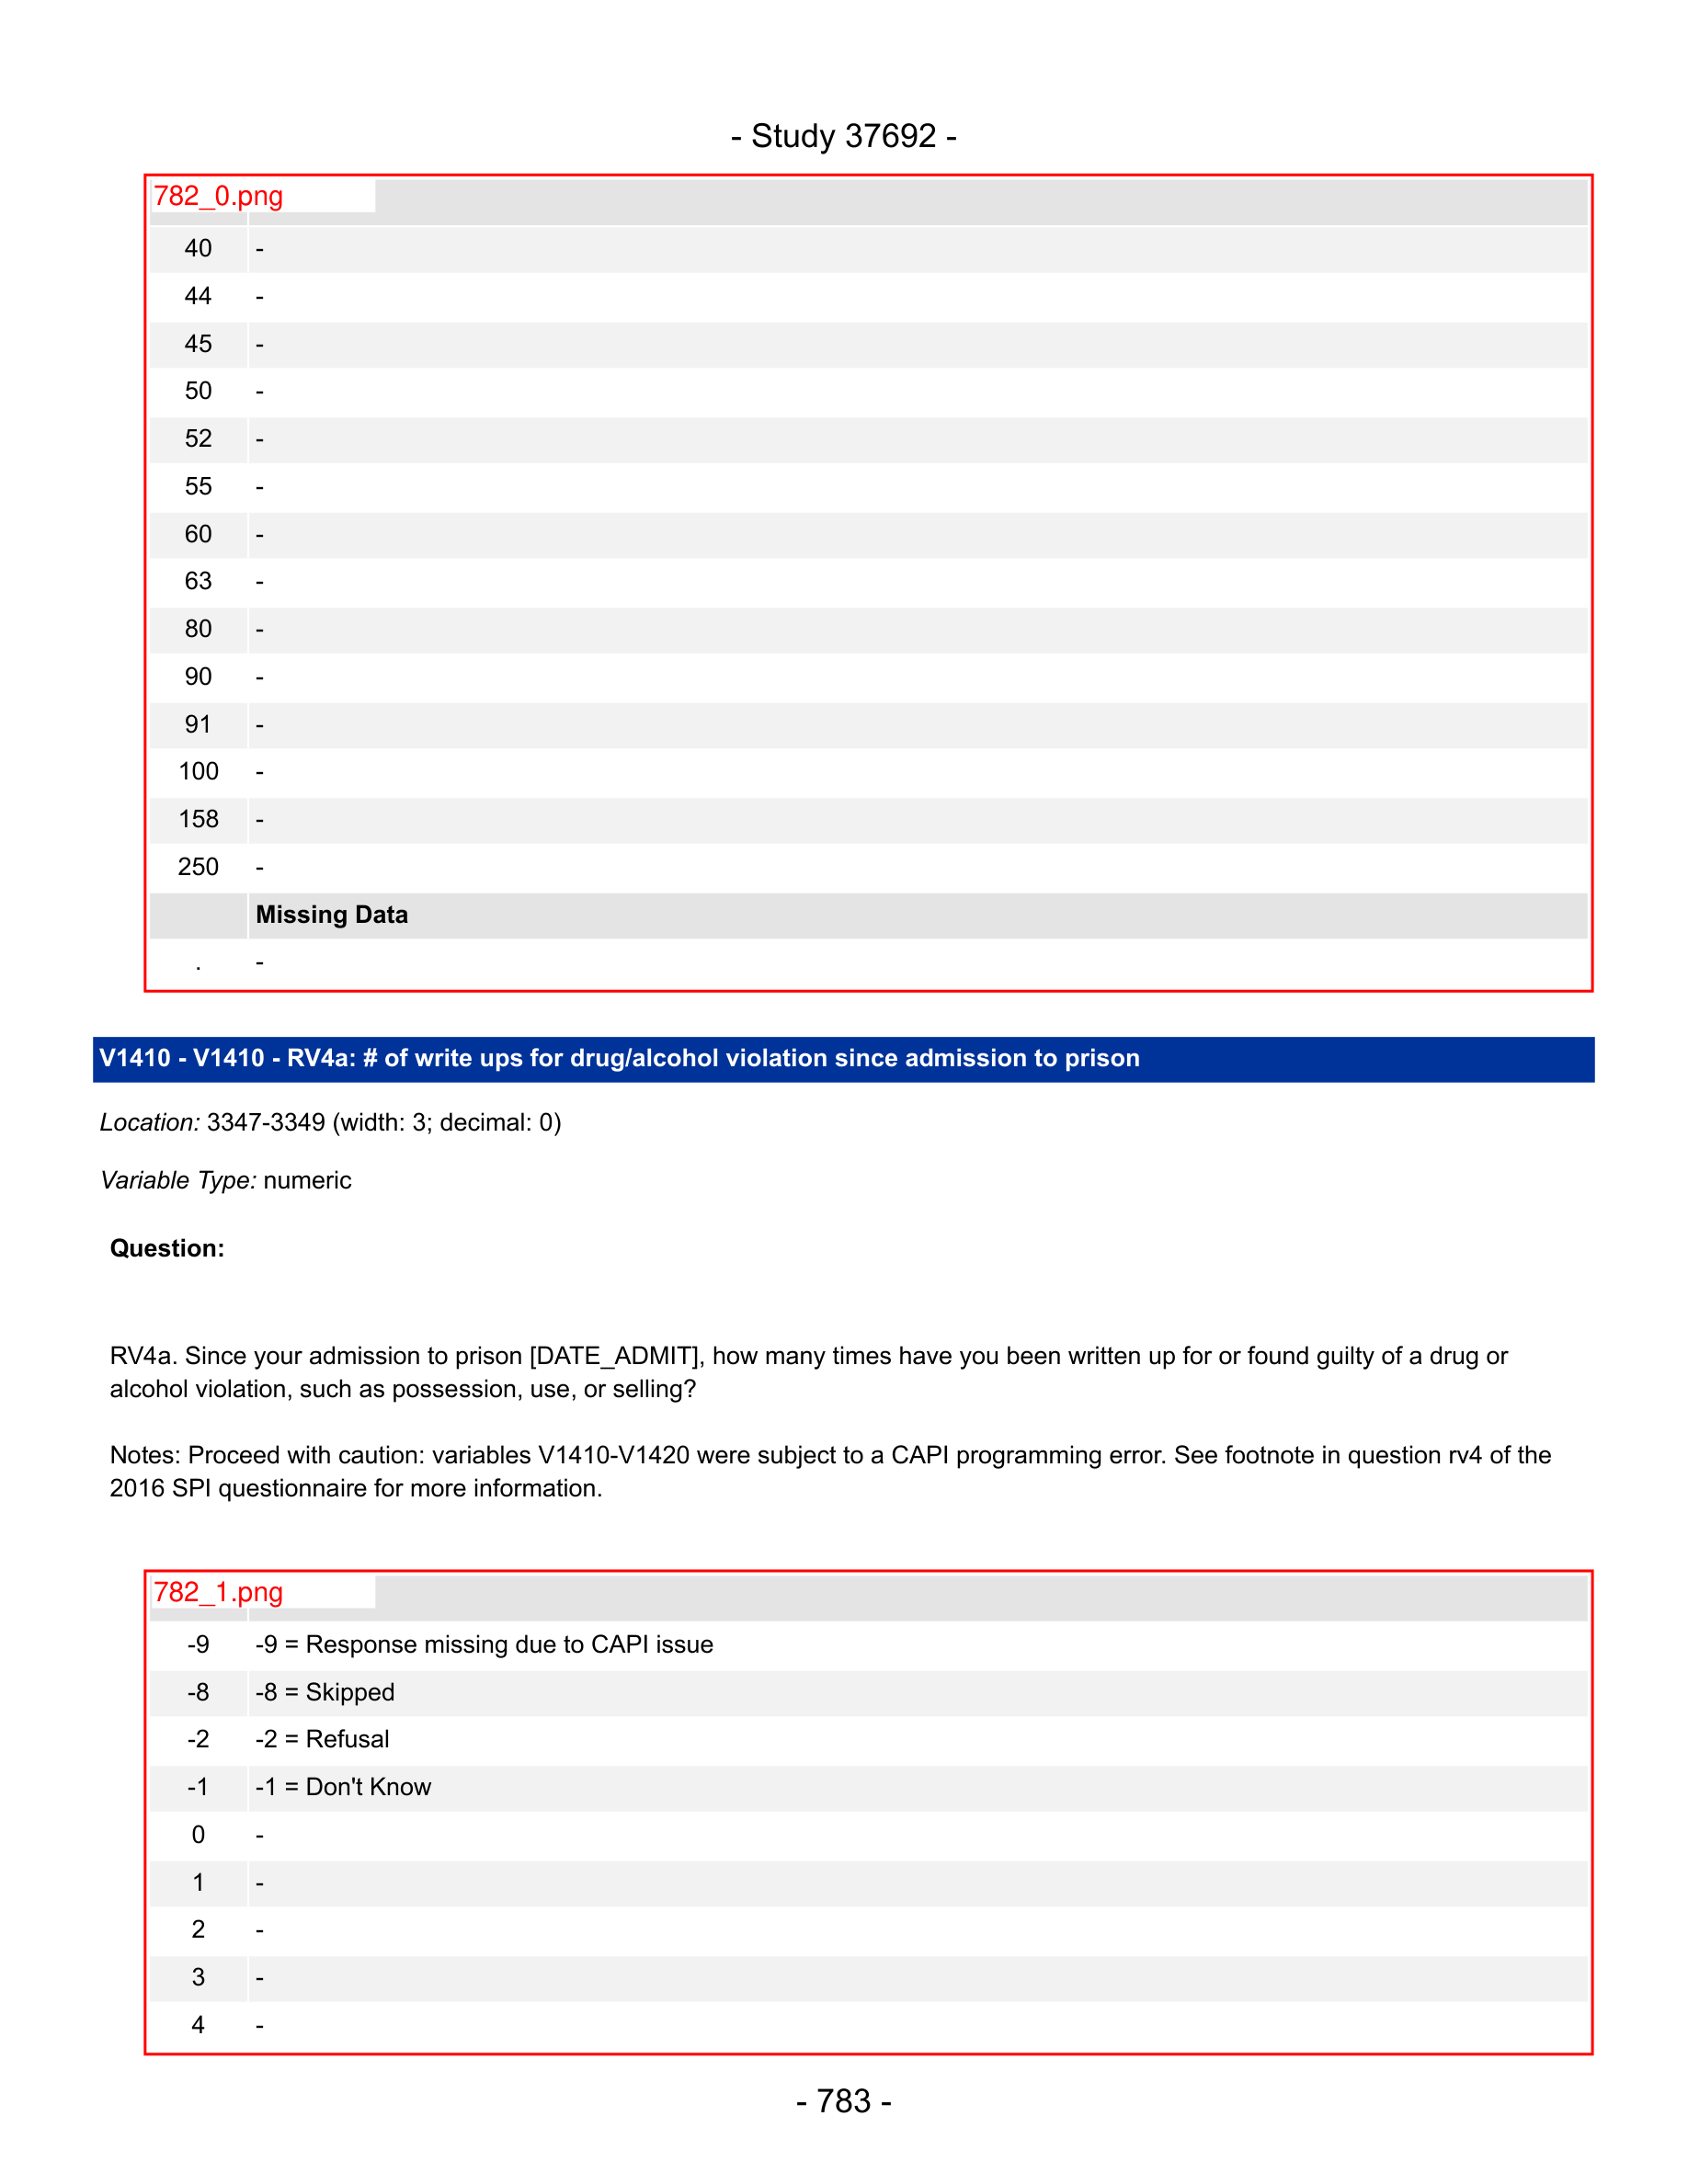 - Study 37692 -
782_0.png
40 -
44 -
45 -
50 -
52 -
55 -
60 -
63 -
80 -
90 -
91 -
100 -
158 -
250 -
Missing Data
. -
V1410 - V1410 - RV4a: # of write ups for drug/alcohol violation since admission to prison
Location: 3347-3349 (width: 3; decimal: 0)
Variable Type: numeric
Question:
RV4a. Since your admission to prison [DATE_ADMIT], how many times have you been written up for or found guilty of a drug or
alcohol violation, such as possession, use, or selling?
Notes: Proceed with caution: variables V1410-V1420 were subject to a CAPI programming error. See footnote in question rv4 of the
2016 SPI questionnaire for more information.
782_1.png
-9 -9 = Response missing due to CAPI issue
-8 -8 = Skipped
-2 -2 = Refusal
-1 -1 = Don't Know
0 -
1 -
2 -
3 -
4 -
- 783 -